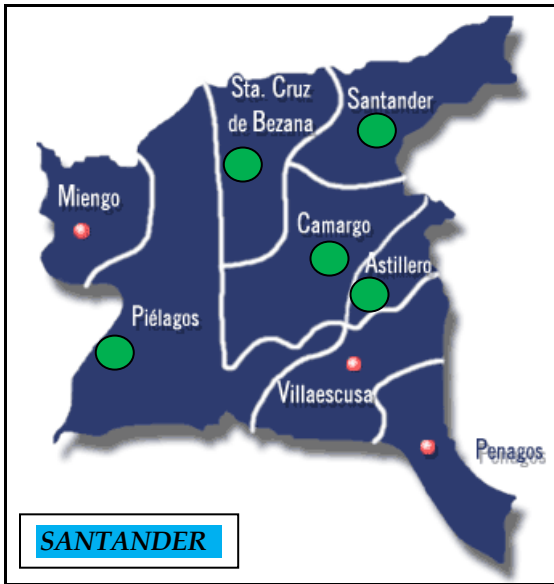 Sta. Cruz
de Bezana
Santander
Miengo
Camargo
Astillero
Piélagos
Villaescusa
Penagos
SANTANDER